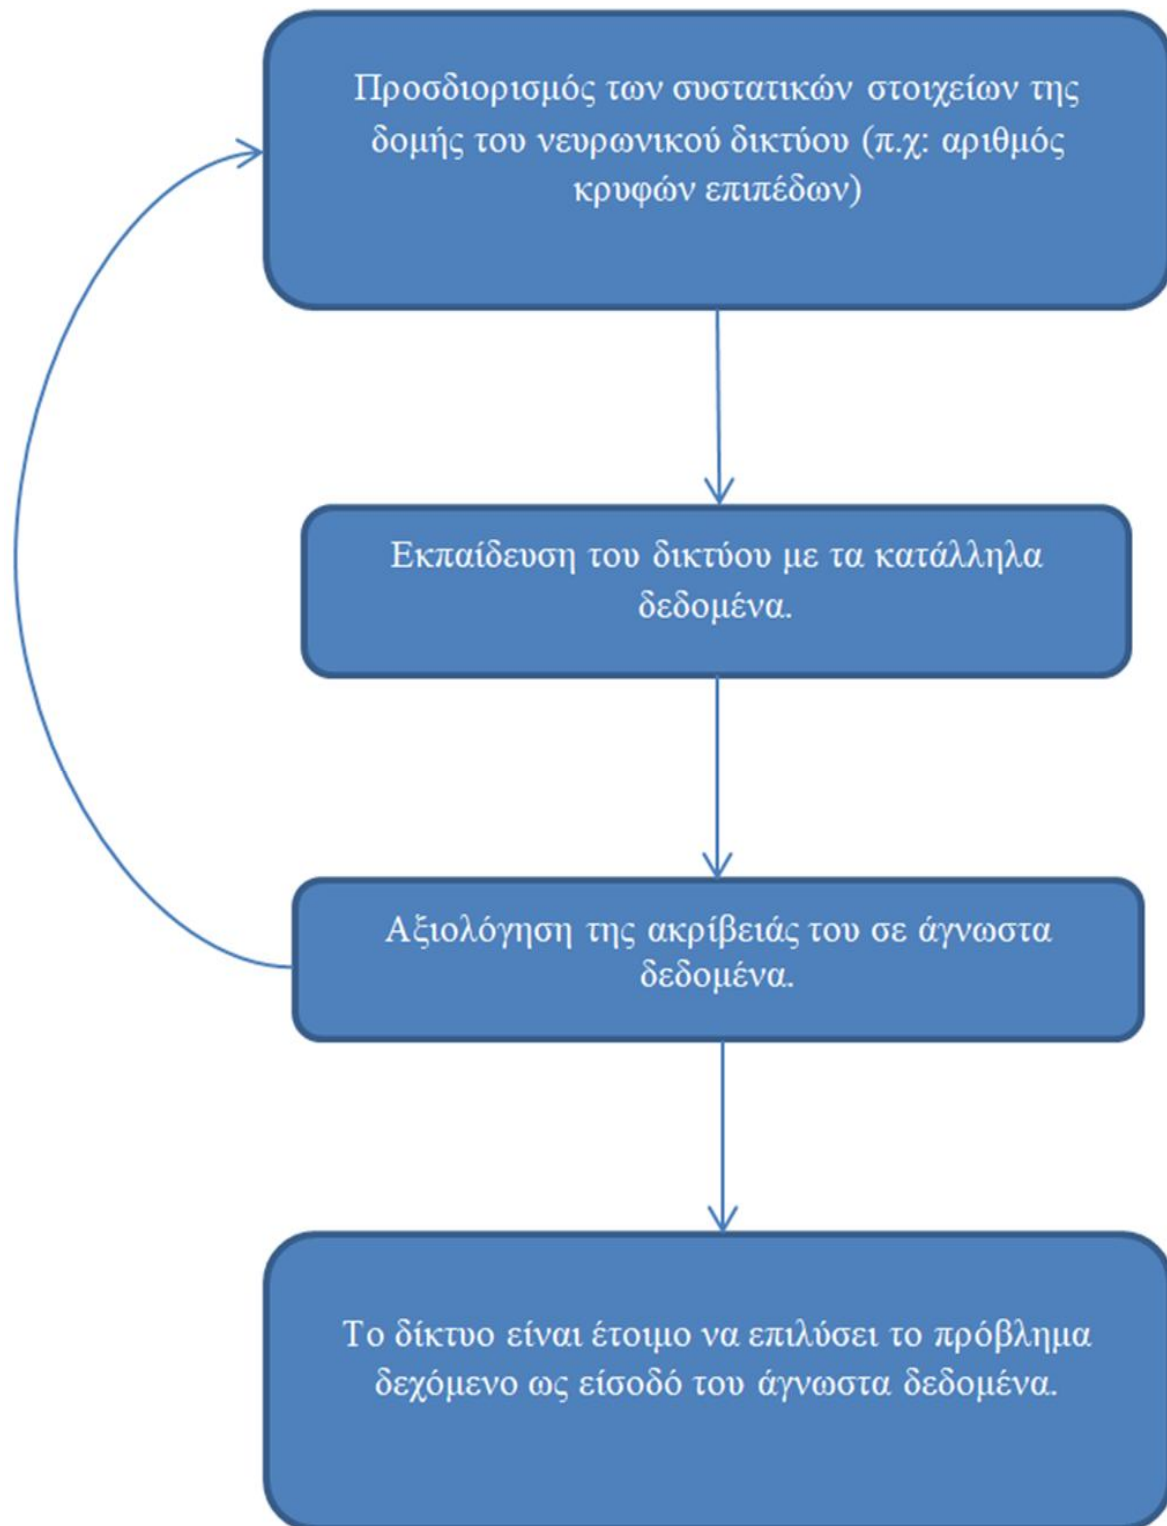 Προσδιορισμός των συστατικών στοιχείων της
δομής του νευρωνικού δικτύου (π.χ: αριθμός
κρυφών επιπέδων)
Εκπαίδευση του δικτύου με τα κατάλληλα
δεδομένα.
Αξιολόγηση της ακρίβειάς του σε άγνωστα
δεδομένα.
Το δίκτυο είναι έτοιμο να επιλύσει το πρόβλημα
δεχόμενο ως είσοδό του άγνωστα δεδομένα.